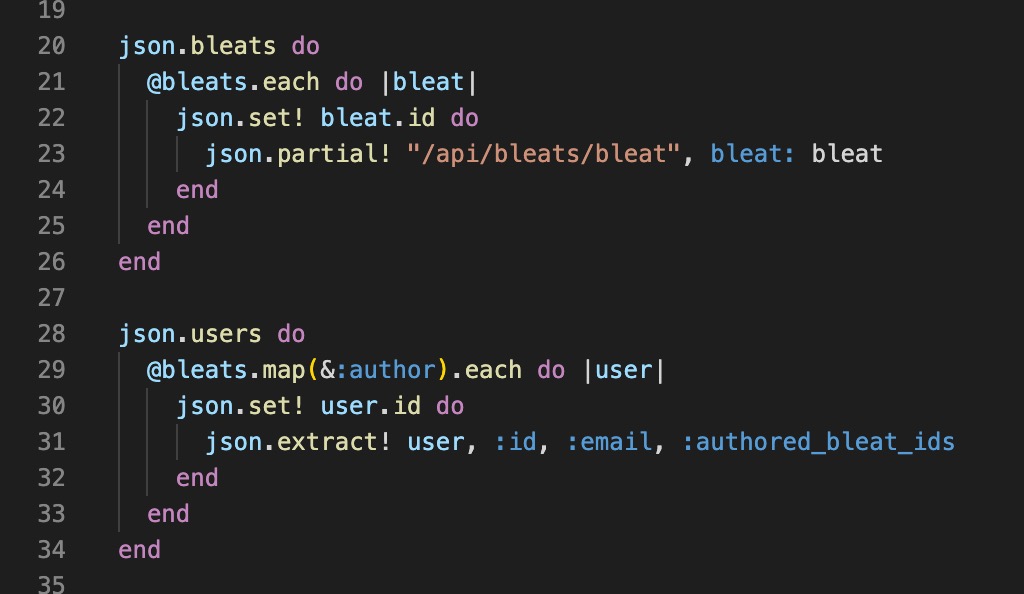 19
20 json.bleats do
21 @bleats.each do |bleat|
22 json.set! bleat.id do
23 json.partial! "/api/bleats/bleat", bleat: bleat
24 end
25 end
26 end
27
28 json.users do
29 @bleats.map(&:author).each do |user|
30 json.set! user.id do
31 json.extract! user, :id, :email, :authored_bleat_ids
32 end
33 end
34 end
35